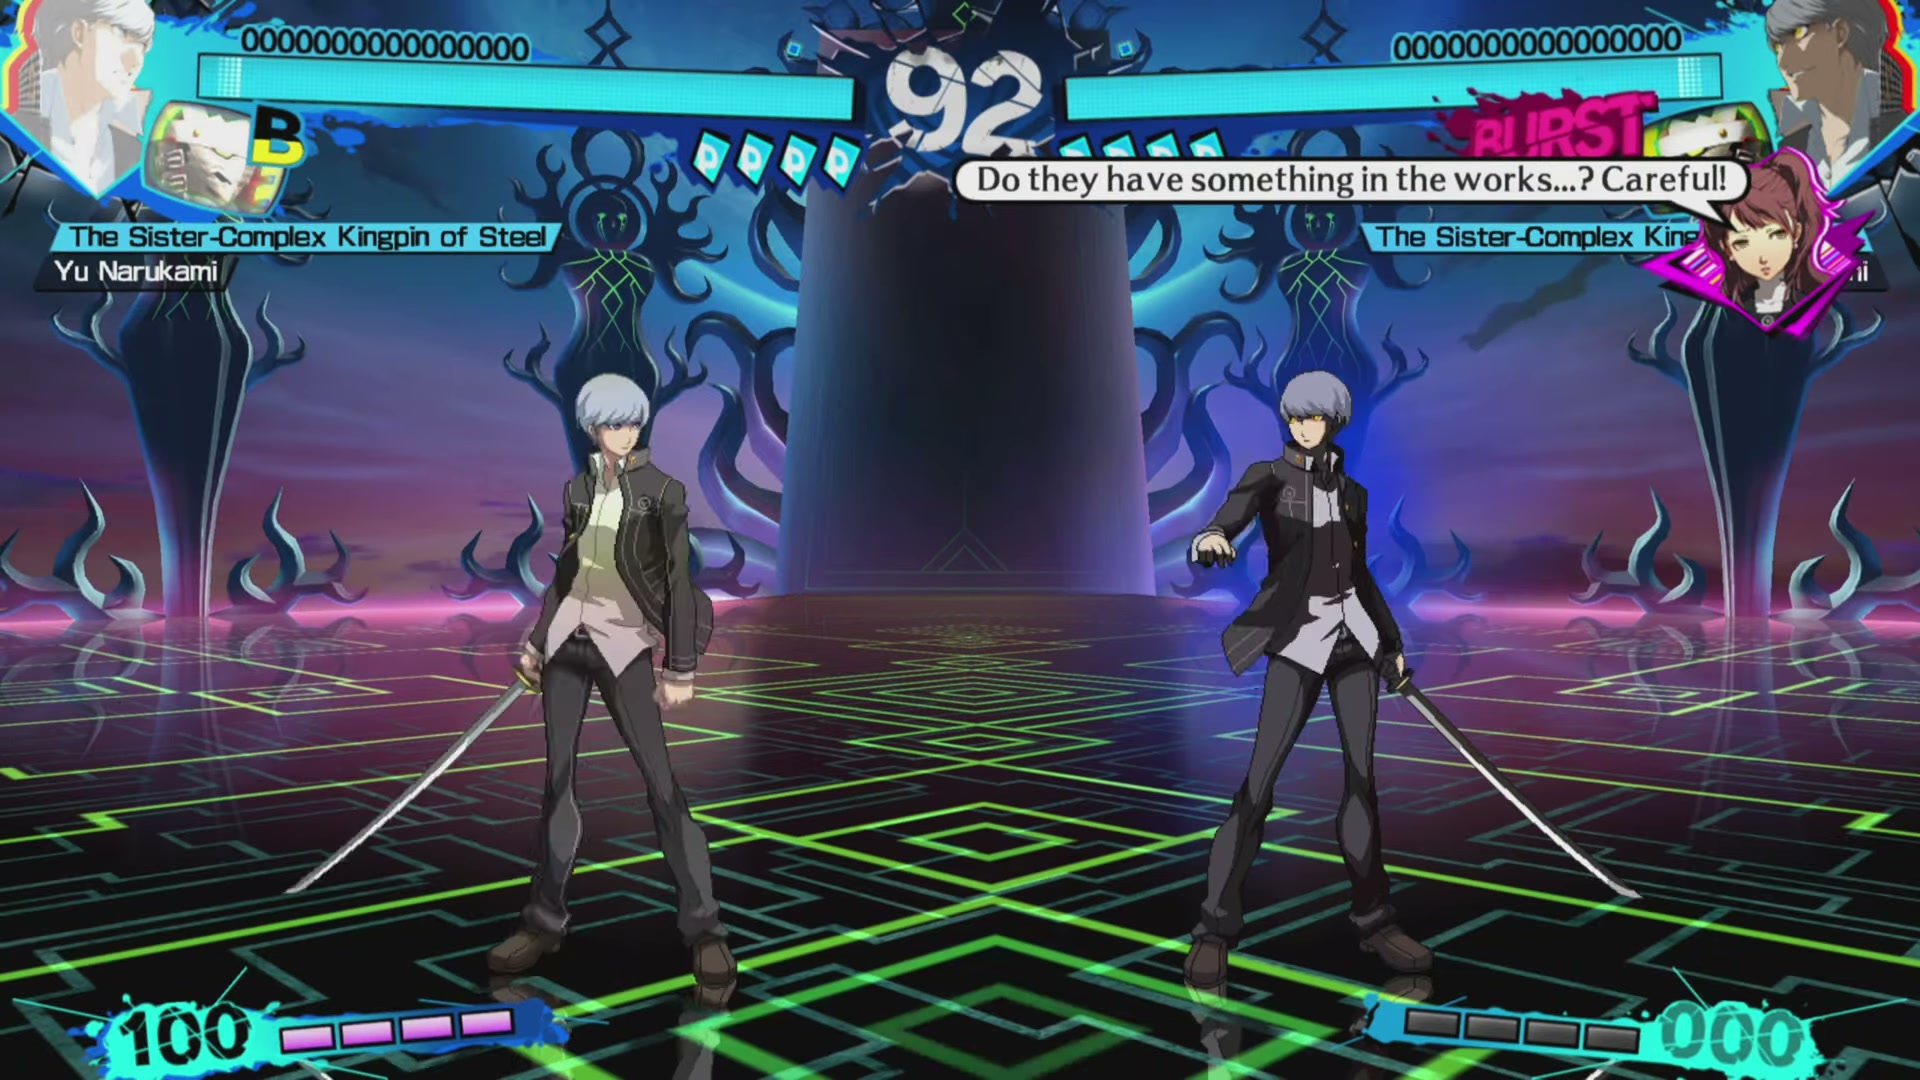 0000000000000000
92
0000000000000000
B
BURST
P P P P
Do they have something in the works...? Careful!
The Sister-Complex Kingpin of Steel
The Sister-Complex King
Yu Narukami
100
000